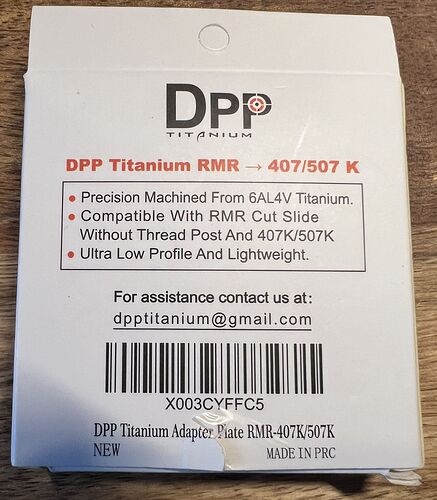 DPP
TITANIUM
DPP Titanium RMR → 407/507 K
● Precision Machined From 6AL4V Titanium.
● Compatible With RMR Cut Slide
Without Thread Post And 407K/507K
● Ultra Low Profile And Lightweight.
For assistance contact us at:
dpptitanium@gmail.com
X003CYFFC5
DPP Titanium Adapter Plate RMR-407K/507K
NEW
MADE IN PRC